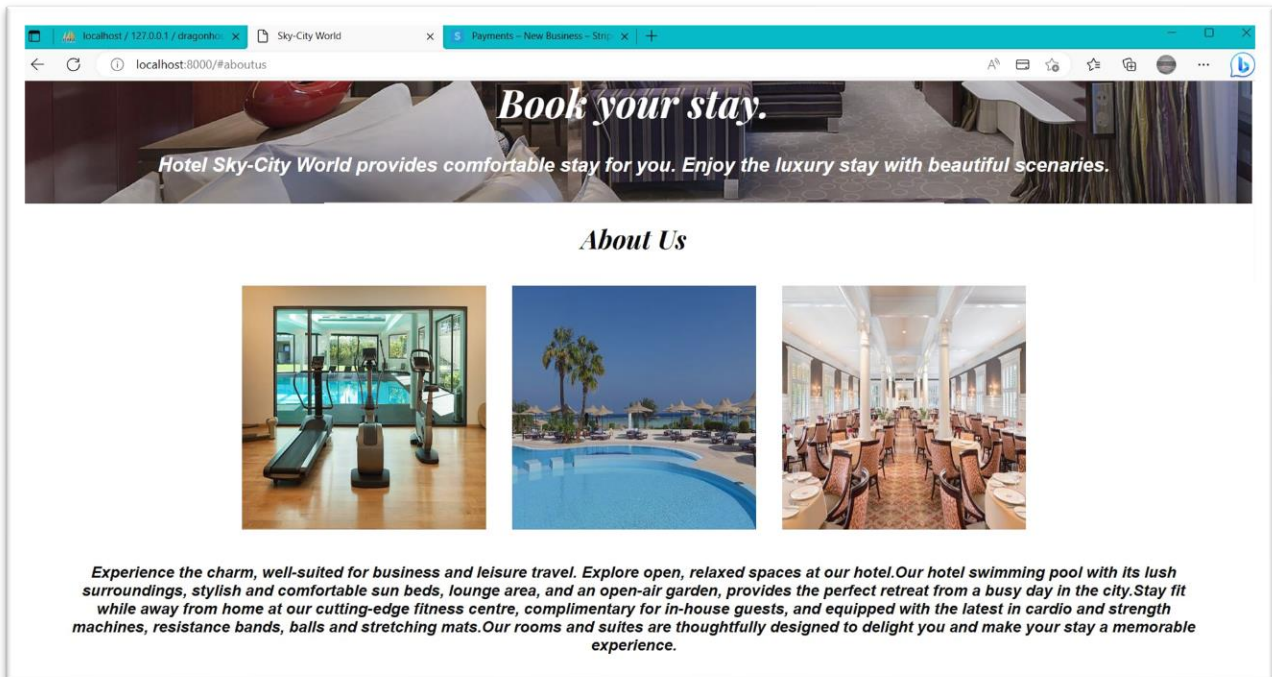 localhost / 127.0.0.1 / dragonhou
Sky-City World
S Payments – New Business – Strip
localhost:8000/#aboutus
Book your stay.
Hotel Sky-City World provides comfortable stay for you. Enjoy the luxury stay with beautiful scenaries.
About Us
Experience the charm, well-suited for business and leisure travel. Explore open, relaxed spaces at our hotel.Our hotel swimming pool with its lush
surroundings, stylish and comfortable sun beds, lounge area, and an open-air garden, provides the perfect retreat from a busy day in the city.Stay fit
while away from home at our cutting-edge fitness centre, complimentary for in-house guests, and equipped with the latest in cardio and strength
machines, resistance bands, balls and stretching mats.Our rooms and suites are thoughtfully designed to delight you and make your stay a memorable
experience.